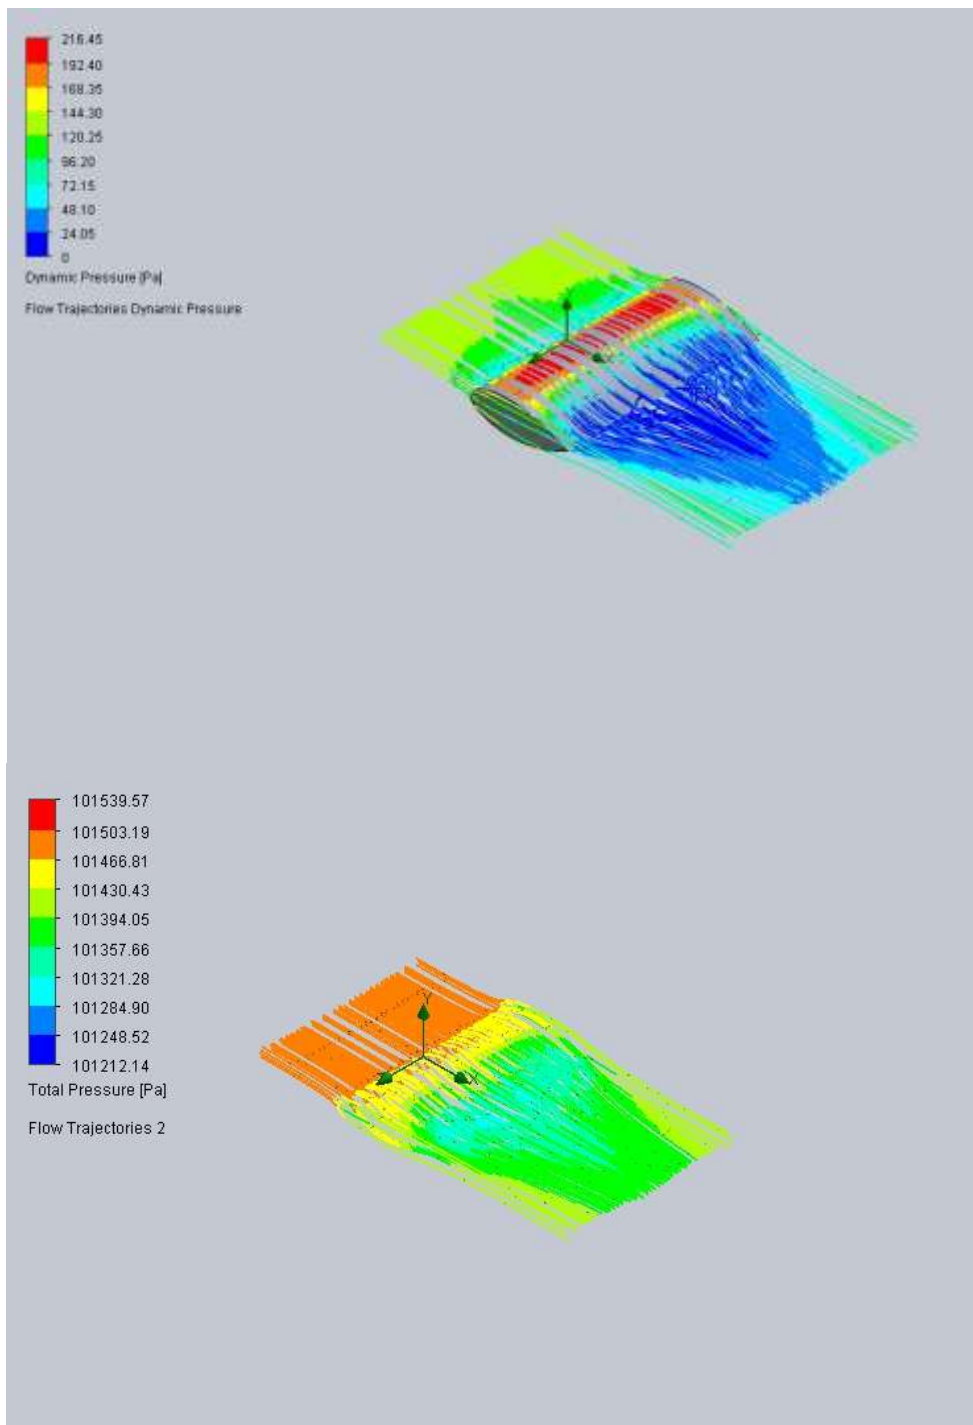 216.45
192.40
168.35
144.30
120.25
96.20
72.15
48.10
24.05
0
Dynamic Pressure [Pa]
Flow Trajectories Dynamic Pressure
101539.57
101503.19
101466.81
101430.43
101394.05
101357.66
101321.28
101284.90
101248.52
101212.14
Total Pressure [Pa]
Flow Trajectories 2
Y
Z
X